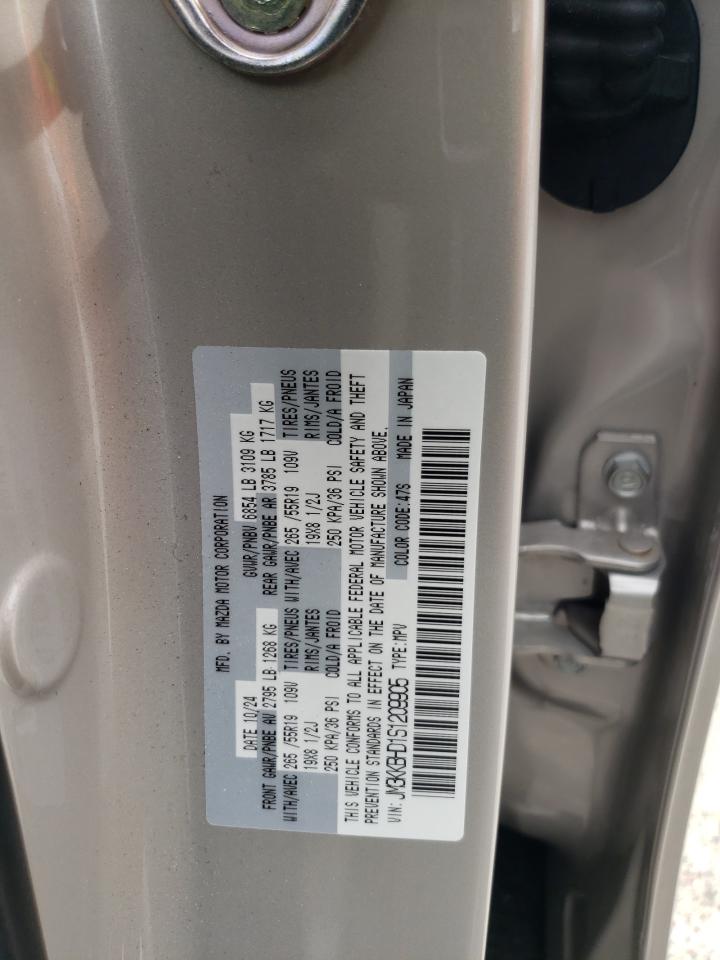 MFD. BY MAZDA MOTOR CORPORATION
DATE 10/24 GVWR/PNBV 6854 LB 3109 KG
FRONT GAWR/PNBE AV 2795 LB 1268 KG REAR GAWR/PNBE AR 3785 LB 1717 KG
WITH/AVEC 265 /55R19 109V TIRES/PNEUS WITH/AVEC 265 /55R19 109V TIRES/PNEUS
19X8 1/2J RIMS/JANTES 19X8 1/2J RIMS/JANTES
250 KPA/36 PSI COLD/A FROID 250 KPA/36 PSI COLD/A FROID
THIS VEHICLE CONFORMS TO ALL APPLICABLE FEDERAL MOTOR VEHICLE SAFETY AND THEFT
PREVENTION STANDARDS IN EFFECT ON THE DATE OF MANUFACTURE SHOWN ABOVE.
VIN: JM3KKBHD1S1209905 TYPE:MPV COLOR CODE:47S MADE IN JAPAN